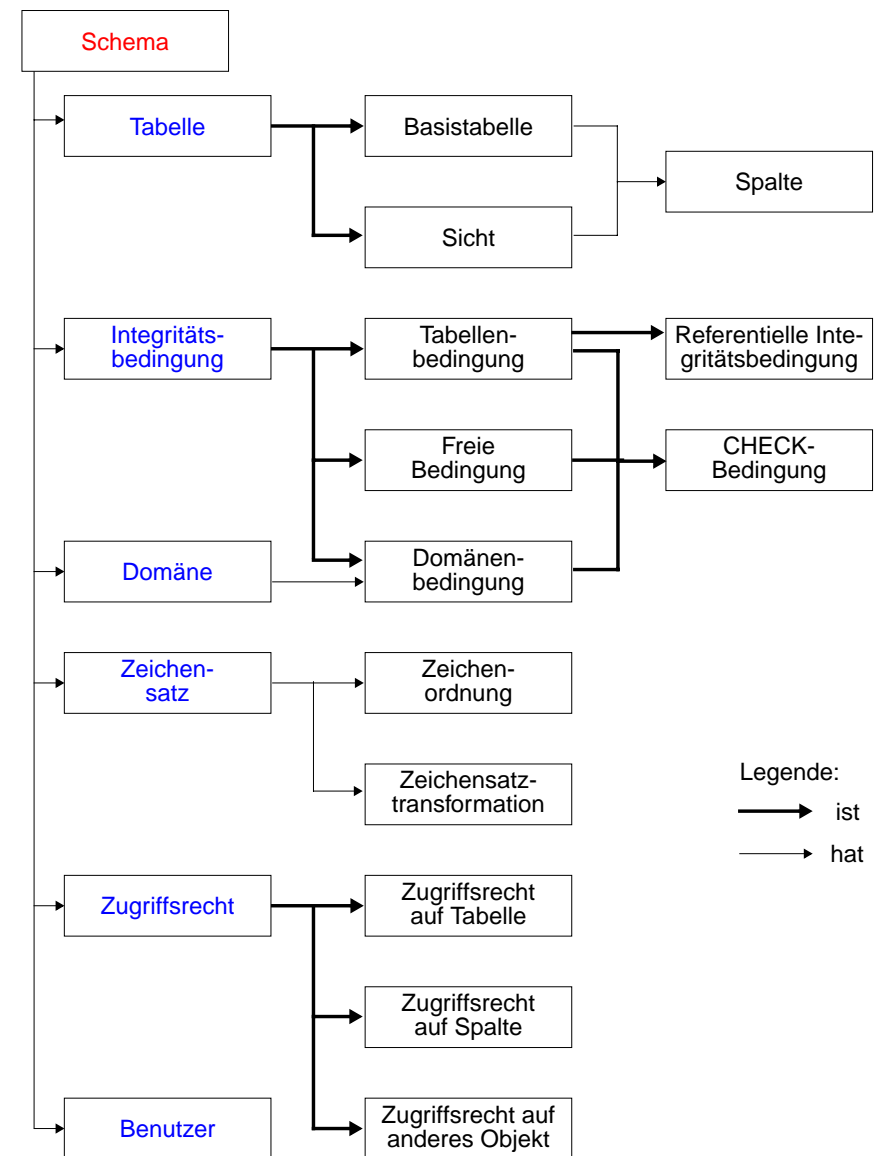 Schema
Tabelle
Basistabelle
Spalte
Sicht
Integritäts-
bedingung
Tabellen-
bedingung
Referentielle Inte-
gritätsbedingung
Freie
Bedingung
CHECK-
Bedingung
Domäne
Domänen-
bedingung
Zeichen-
satz
Zeichen-
ordnung
Zeichensatz-
transformation
Legende:
ist
hat
Zugriffsrecht
Zugriffsrecht
auf Tabelle
Zugriffsrecht
auf Spalte
Benutzer
Zugriffsrecht auf
anderes Objekt